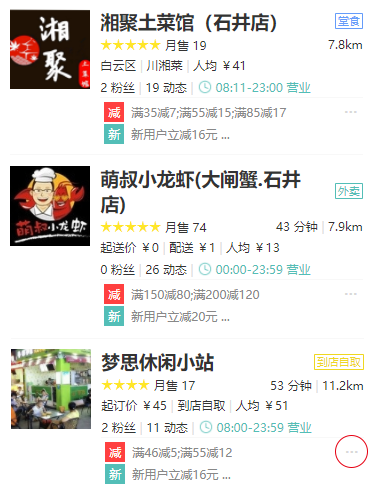 湘聚土菜馆（石井店）
堂食
★★★★★ 月售 19
7.8km
白云区 | 川湘菜 | 人均 ￥41
2 粉丝 | 19 动态 | 08:11-23:00 营业
减 满35减7;满55减15;满85减17 ...
新 新用户立减16元 ...
湘聚
土菜馆
萌叔小龙虾(大闸蟹.石井店)
外卖
★★★★★ 月售 74
43 分钟 | 7.9km
起送价 ￥0 | 配送 ￥1 | 人均 ￥13
0 粉丝 | 26 动态 | 00:00-23:59 营业
减 满150减80;满200减120 ...
新 新用户立减20元 ...
萌叔小龙虾
梦思休闲小站
到店自取
★★★★ 月售 17
53 分钟 | 11.2km
起订价 ￥45 | 到店自取 | 人均 ￥51
2 粉丝 | 11 动态 | 08:00-23:59 营业
减 满46减5;满55减12 ...
新 新用户立减16元 ...